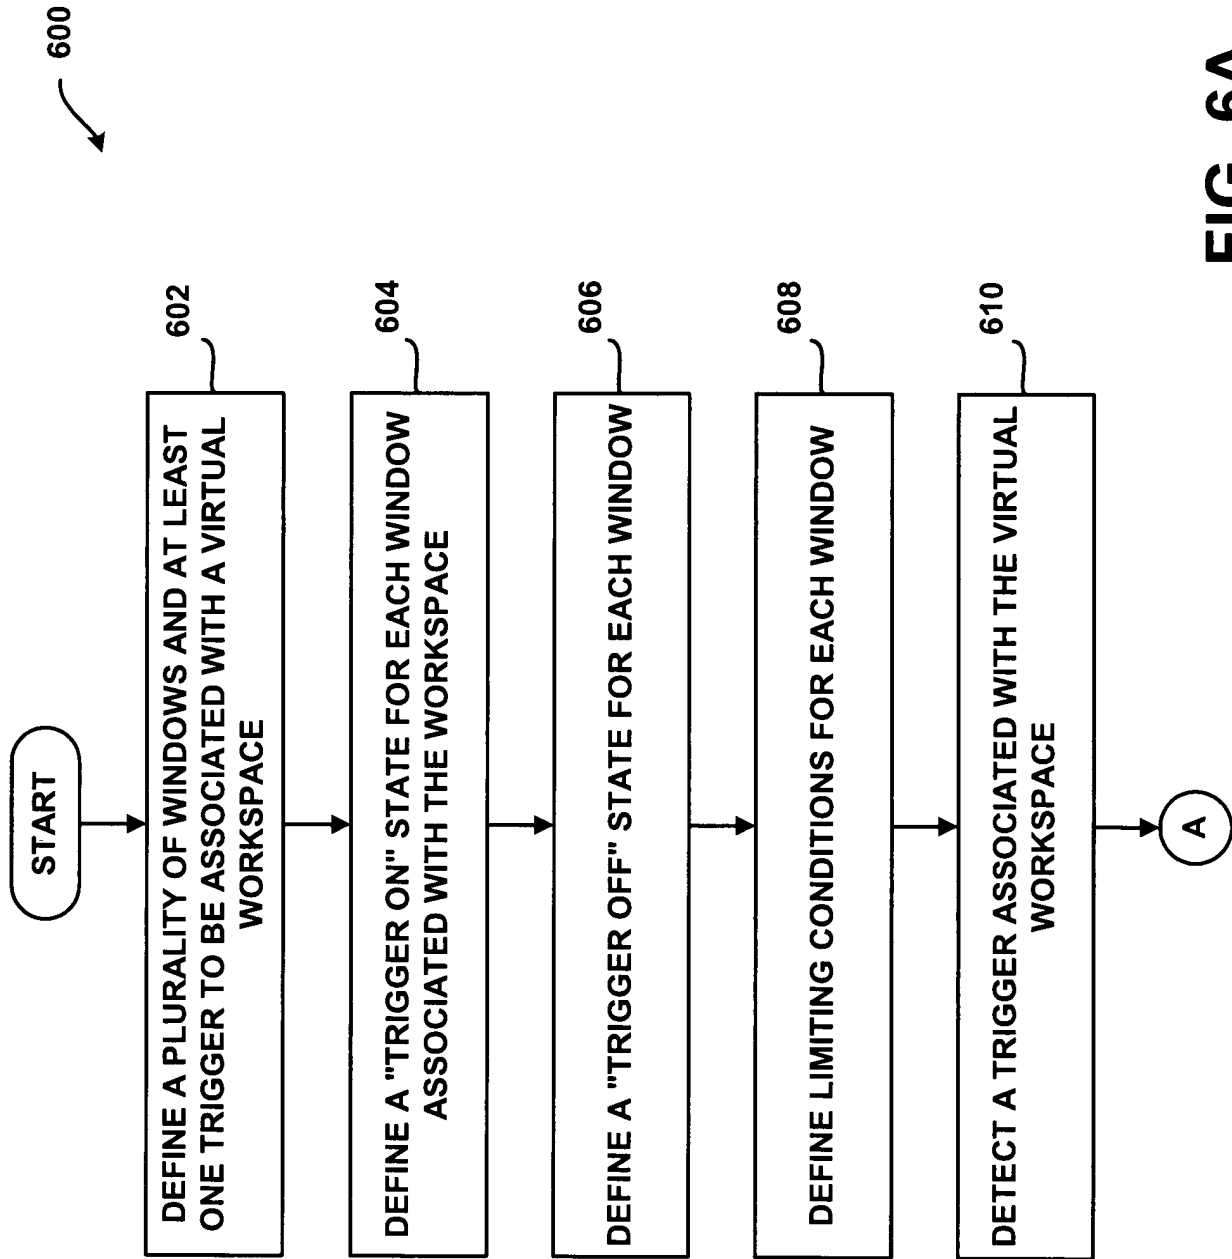 600
START
DEFINE A PLURALITY OF WINDOWS AND AT LEAST
ONE TRIGGER TO BE ASSOCIATED WITH A VIRTUAL
WORKSPACE
602
DEFINE A "TRIGGER ON" STATE FOR EACH WINDOW
ASSOCIATED WITH THE WORKSPACE
604
DEFINE A "TRIGGER OFF" STATE FOR EACH WINDOW
606
DEFINE LIMITING CONDITIONS FOR EACH WINDOW
608
DETECT A TRIGGER ASSOCIATED WITH THE VIRTUAL
WORKSPACE
610
A
FIG. 6A